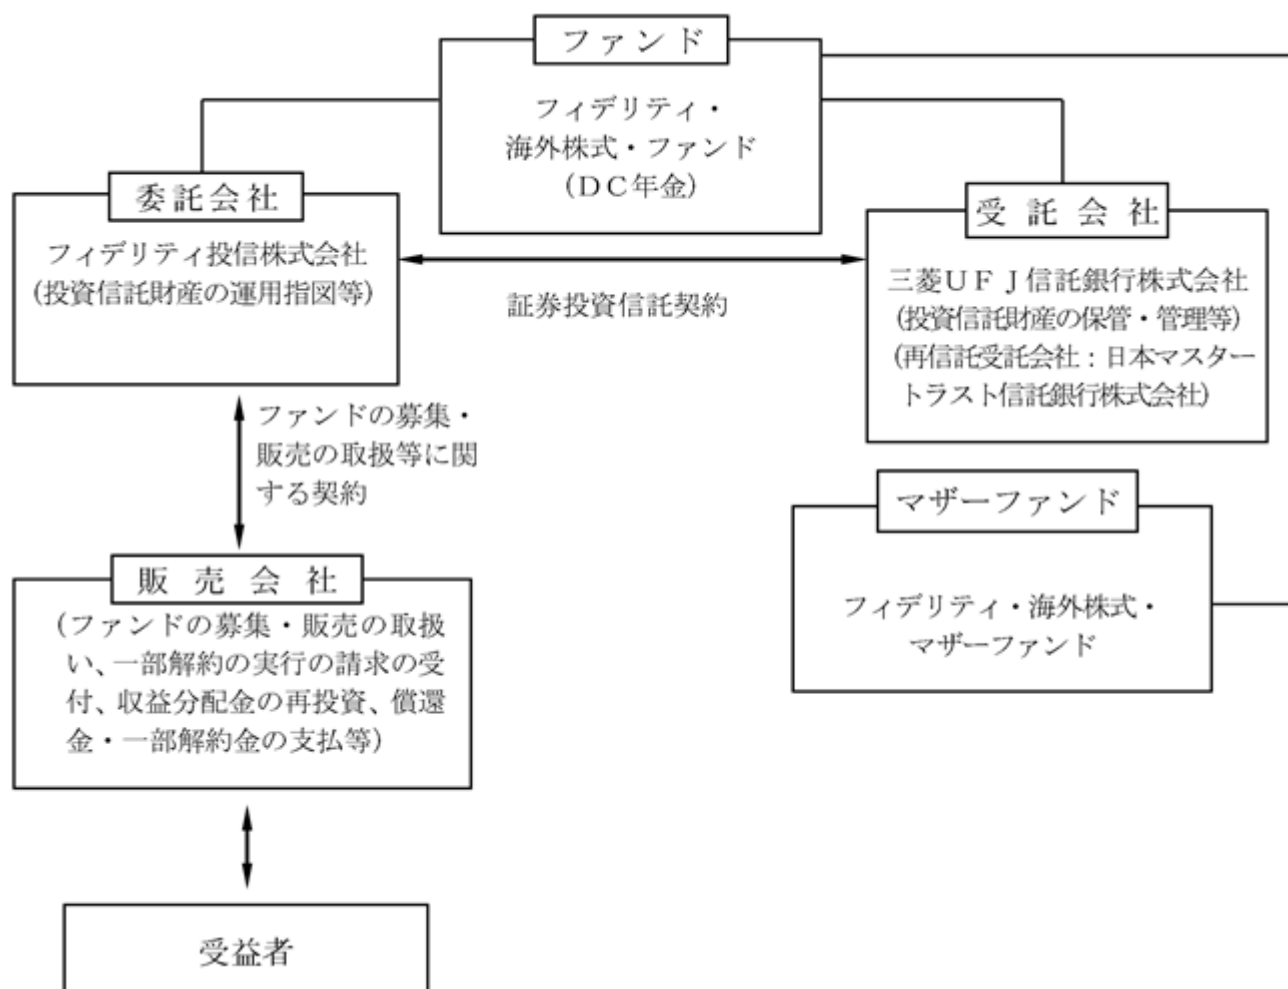 ファンド
フィデリティ・
海外株式・ファンド
（ＤＣ年金）
委託会社
フィデリティ投信株式会社
（投資信託財産の運用指図等）
証券投資信託契約
受託会社
三菱ＵＦＪ信託銀行株式会社
（投資信託財産の保管・管理等）
（再信託受託会社：日本マスター
トラスト信託銀行株式会社）
ファンドの募集・
販売の取扱等に関
する契約
マザーファンド
フィデリティ・海外株式・
マザーファンド
販売会社
（ファンドの募集・販売の取扱
い、一部解約の実行の請求の受
付、収益分配金の再投資、償還
金・一部解約金の支払等）
受益者